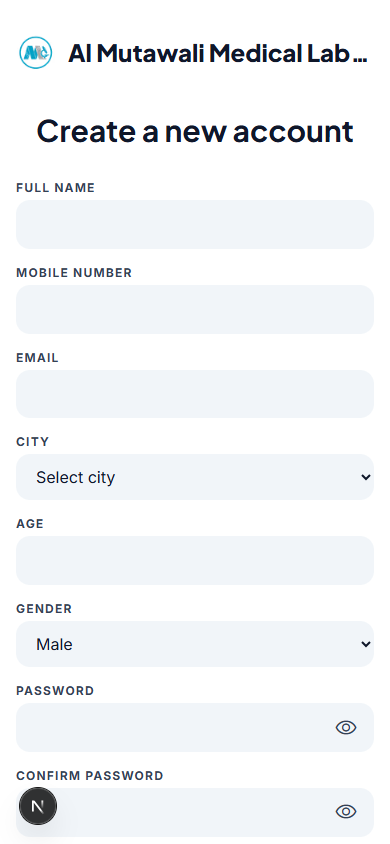 Al Mutawali Medical Lab...
Create a new account
FULL NAME
MOBILE NUMBER
EMAIL
CITY
Select city
AGE
GENDER
Male
PASSWORD
CONFIRM PASSWORD
N